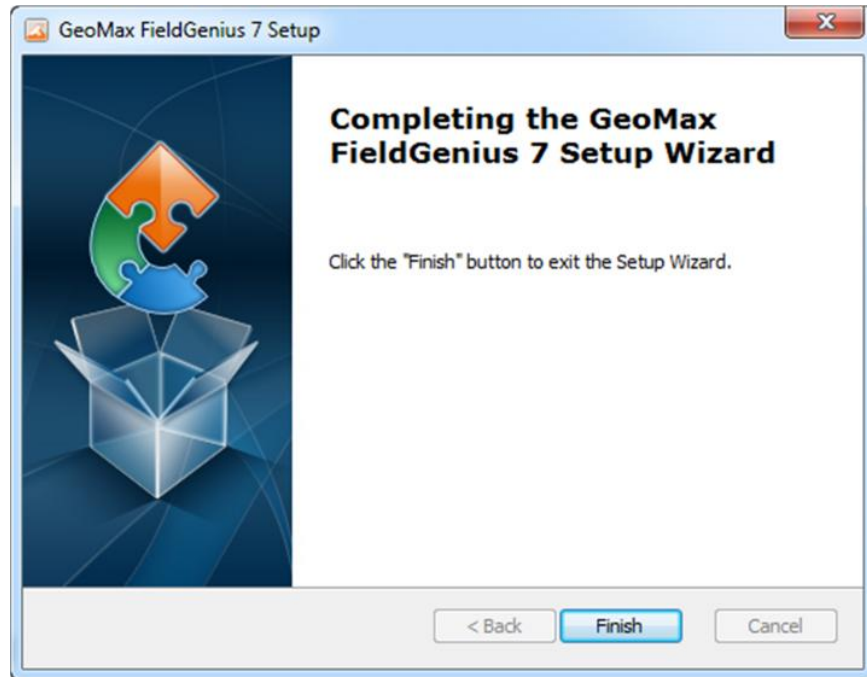 GeoMax FieldGenius 7 Setup
Completing the GeoMax
FieldGenius 7 Setup Wizard
Click the "Finish" button to exit the Setup Wizard.
< Back Finish Cancel